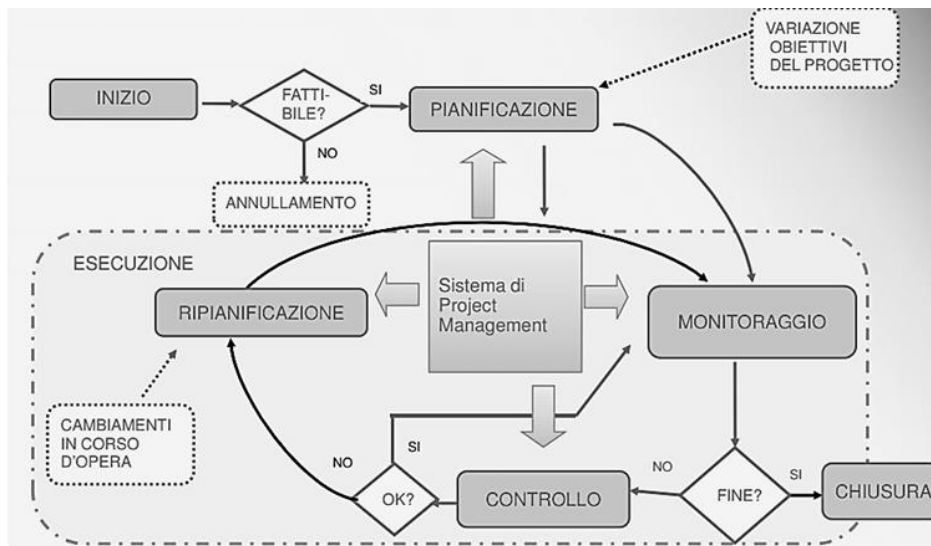 VARIAZIONE
OBIETTIVI
DEL PROGETTO
INIZIO
FATTI-
BILE?
SI
PIANIFICAZIONE
NO
ANNULLAMENTO
ESECUZIONE
Sistema di
Project
Management
RIPIANIFICAZIONE
MONITORAGGIO
CAMBIAMENTI
IN CORSO
D'OPERA
SI
NO
OK?
CONTROLLO
NO
FINE?
SI
CHIUSURA